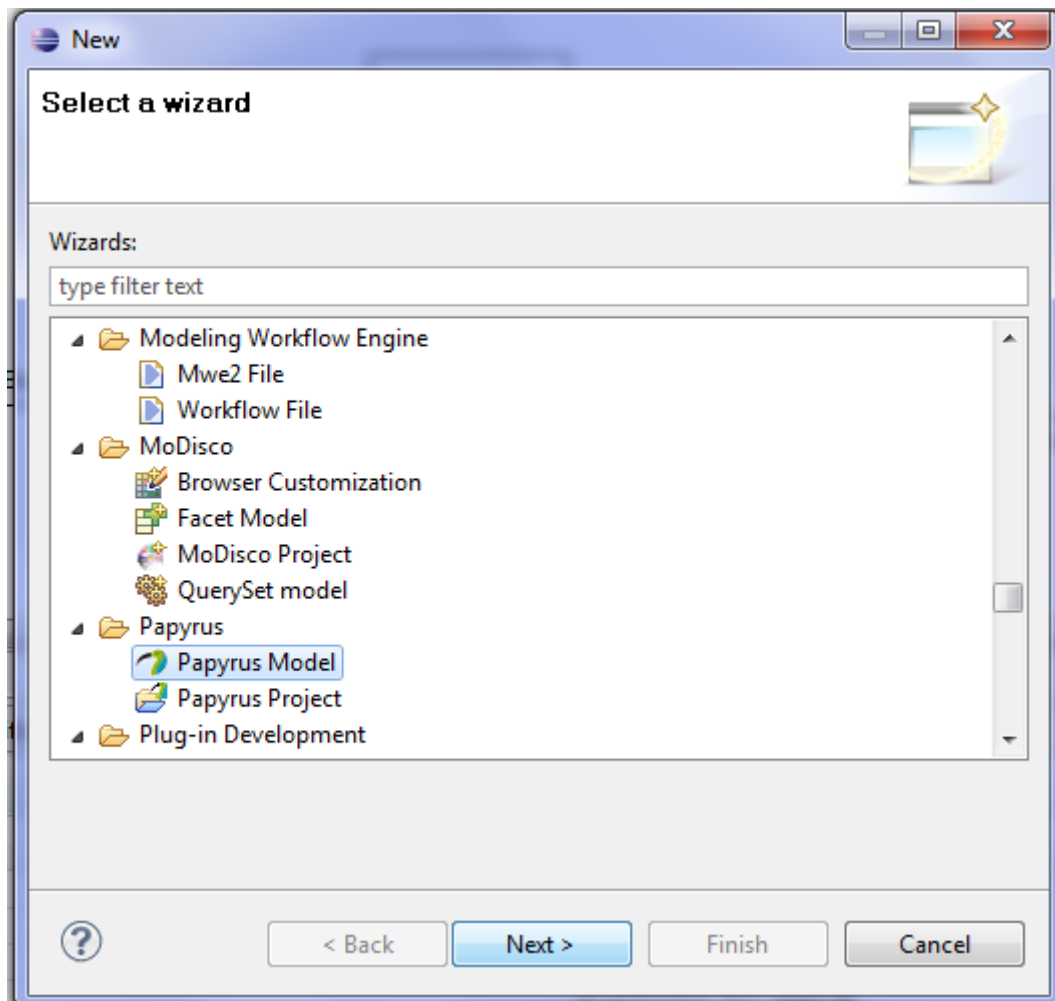 New
Select a wizard
Wizards:
type filter text
Modeling Workflow Engine
Mwe2 File
Workflow File
MoDisco
Browser Customization
Facet Model
MoDisco Project
QuerySet model
Papyrus
Papyrus Model
Papyrus Project
Plug-in Development
< Back
Next >
Finish
Cancel